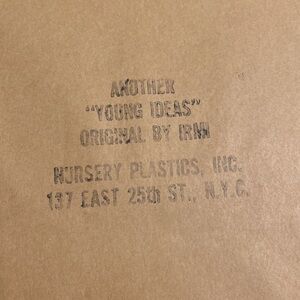 ANOTHER
"YOUNG IDEAS"
ORIGINAL BY IRMI
NURSERY PLASTICS, INC.
137 EAST 25th ST., N.Y.C.